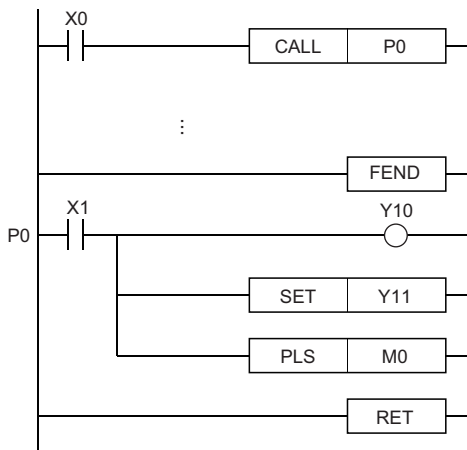 X0
CALL P0
⋮
FEND
X1 Y10
P0
SET Y11
PLS M0
RET